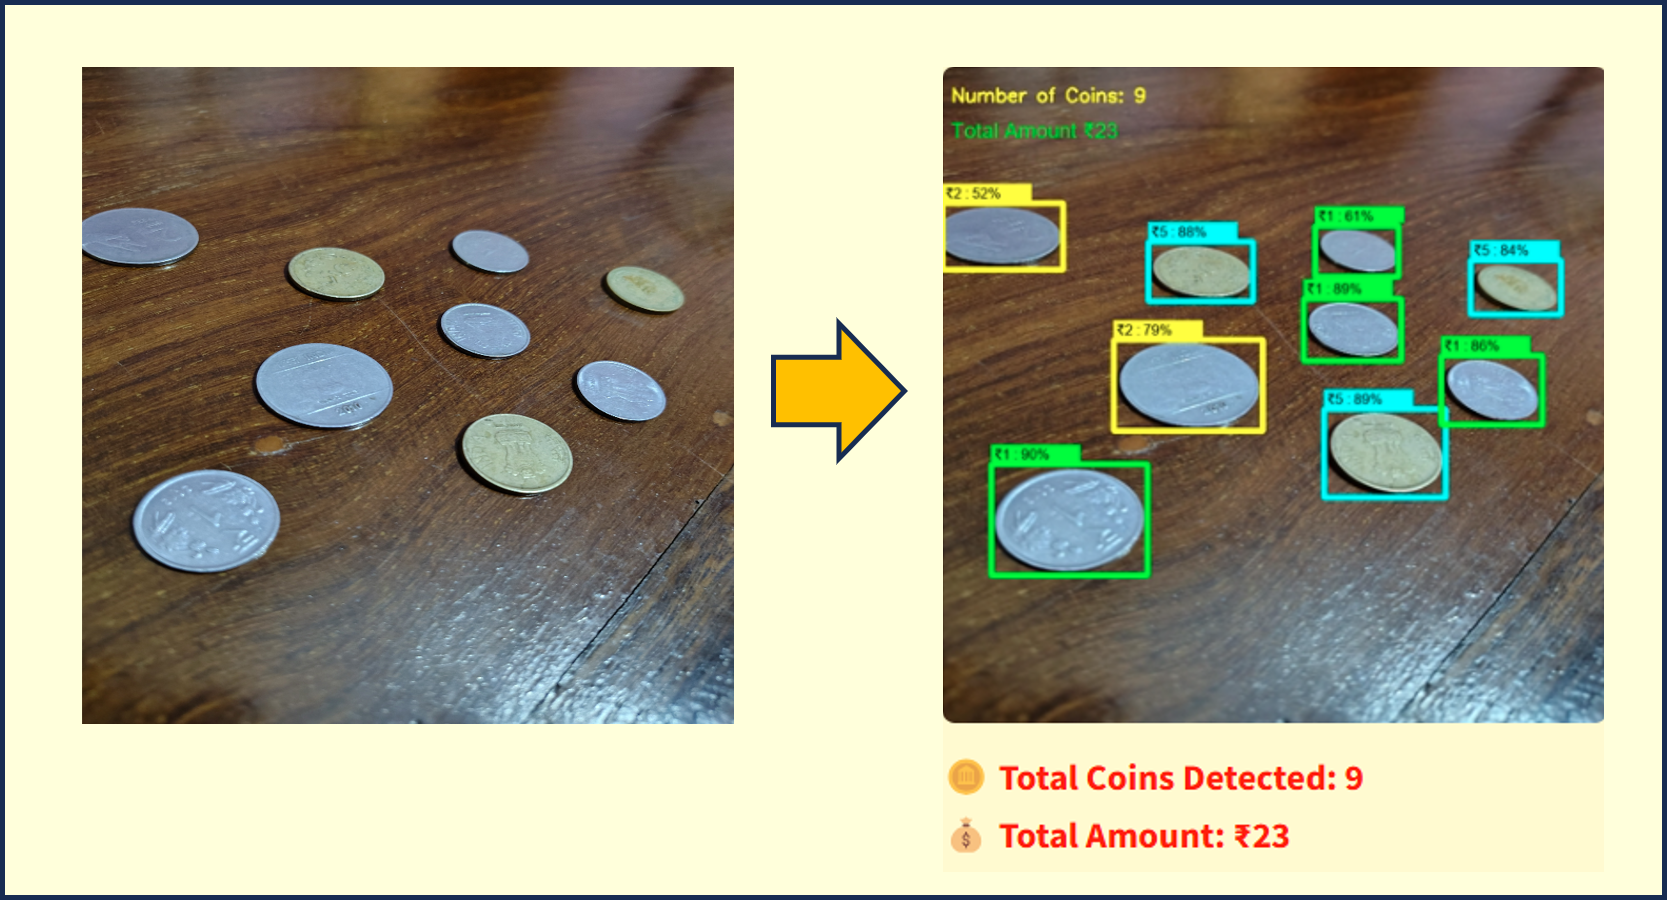 Number of Coins: 9
Total Amount ₹23
₹2 : 52%
₹5 : 88%
₹1 : 61%
₹5 : 84%
₹1 : 89%
₹2 : 79%
₹1 : 86%
₹5 : 89%
₹1 : 90%
Total Coins Detected: 9
Total Amount: ₹23